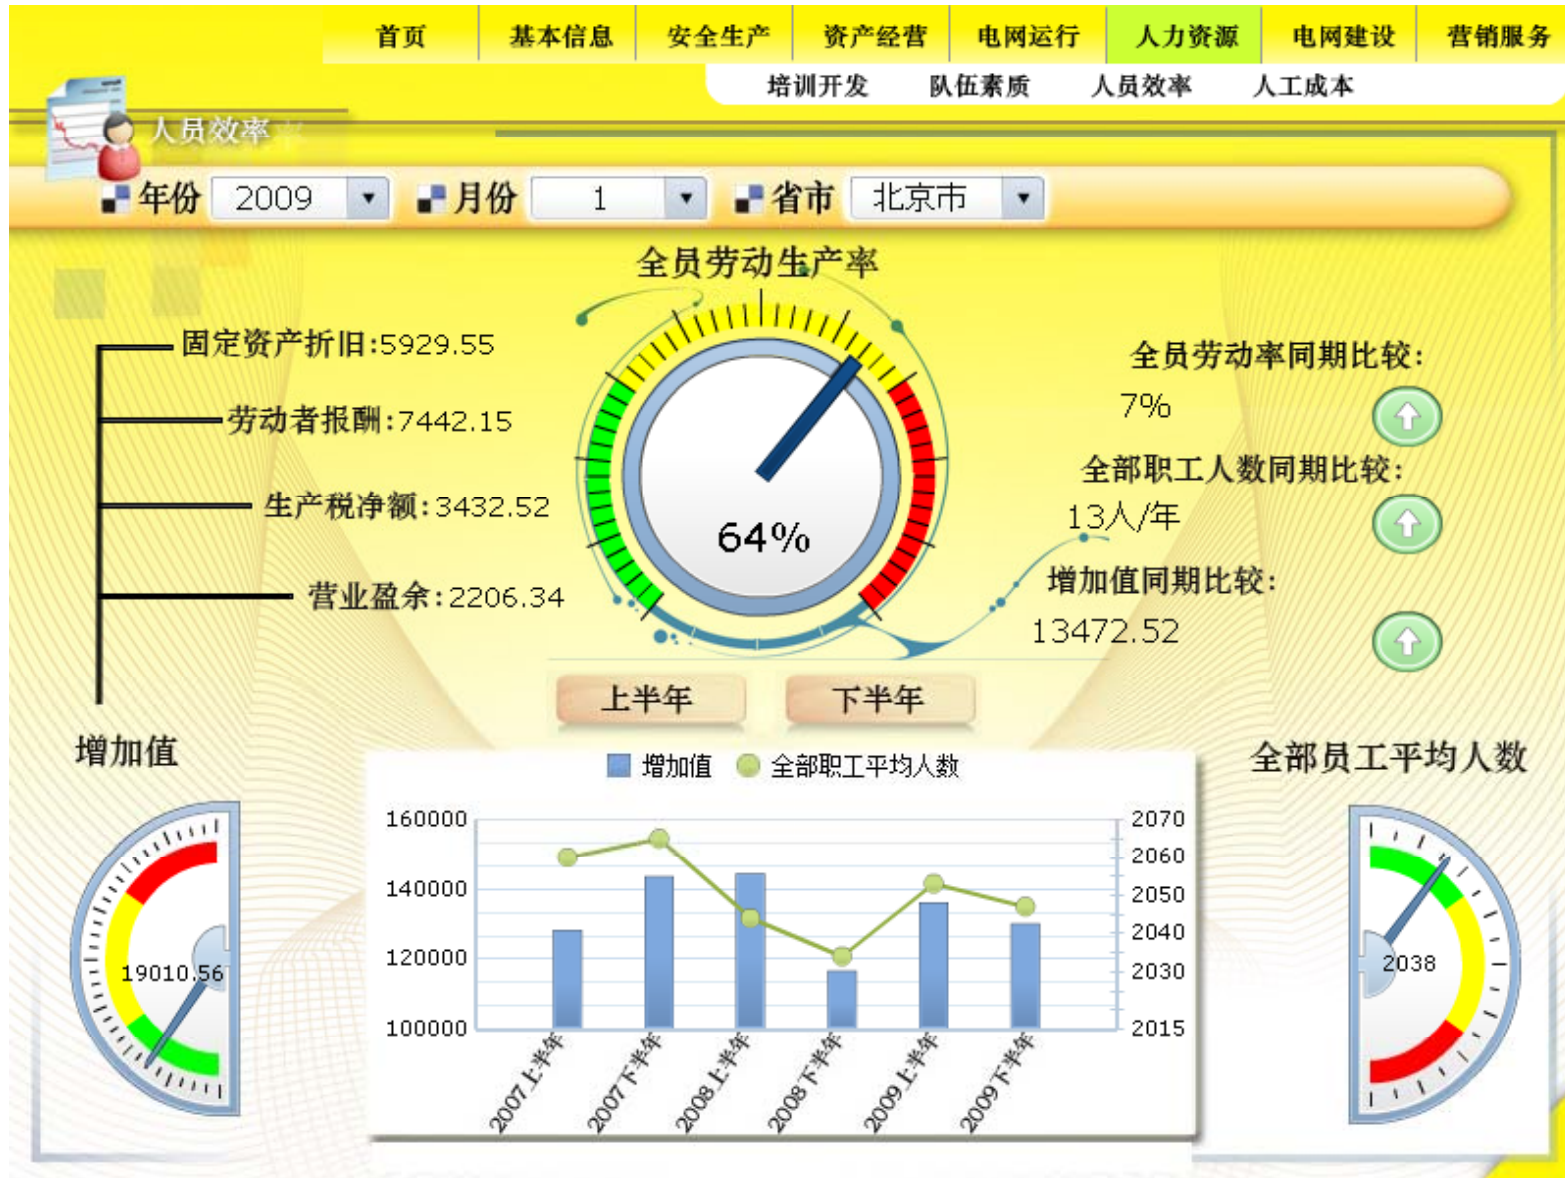 首页 基本信息 安全生产 资产经营 电网运行 人力资源 电网建设 营销服务
培训开发 队伍素质 人员效率 人工成本
人员效率
年份 2009 月份 1 省市 北京市
全员劳动生产率
固定资产折旧:5929.55
劳动者报酬:7442.15
生产税净额:3432.52
营业盈余:2206.34
64%
全员劳动率同期比较:
7%
全部职工人数同期比较:
13人/年
增加值同期比较:
13472.52
上半年 下半年
增加值
19010.56
增加值 全部职工平均人数
160000
140000
120000
100000
2070
2060
2050
2040
2030
2015
2007上半年 2007下半年 2008上半年 2008下半年 2009上半年 2009下半年
全部员工平均人数
2038